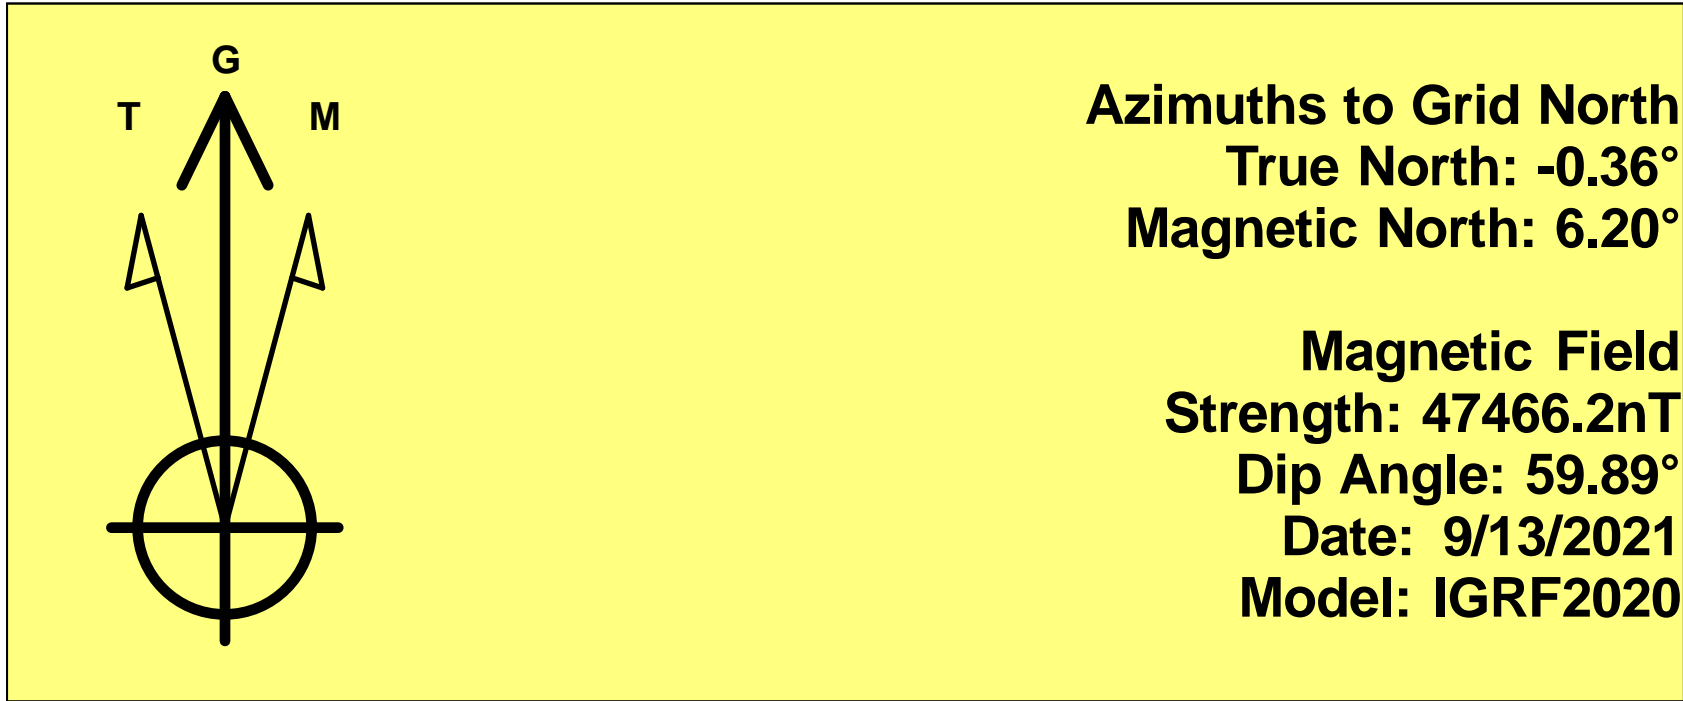 G
T M
Azimuths to Grid North
True North: -0.36°
Magnetic North: 6.20°
Magnetic Field
Strength: 47466.2nT
Dip Angle: 59.89°
Date: 9/13/2021
Model: IGRF2020